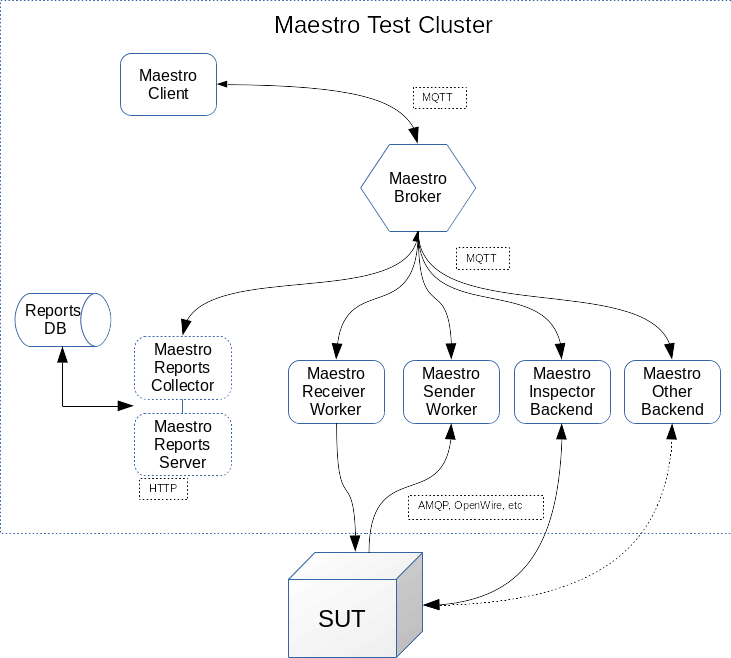 Maestro Test Cluster
Maestro
Client
MQTT
Maestro
Broker
MQTT
Reports
DB
Maestro
Reports
Collector
Maestro
Receiver
Worker
Maestro
Sender
Worker
Maestro
Inspector
Backend
Maestro
Other
Backend
Maestro
Reports
Server
HTTP
AMQP, OpenWire, etc
SUT